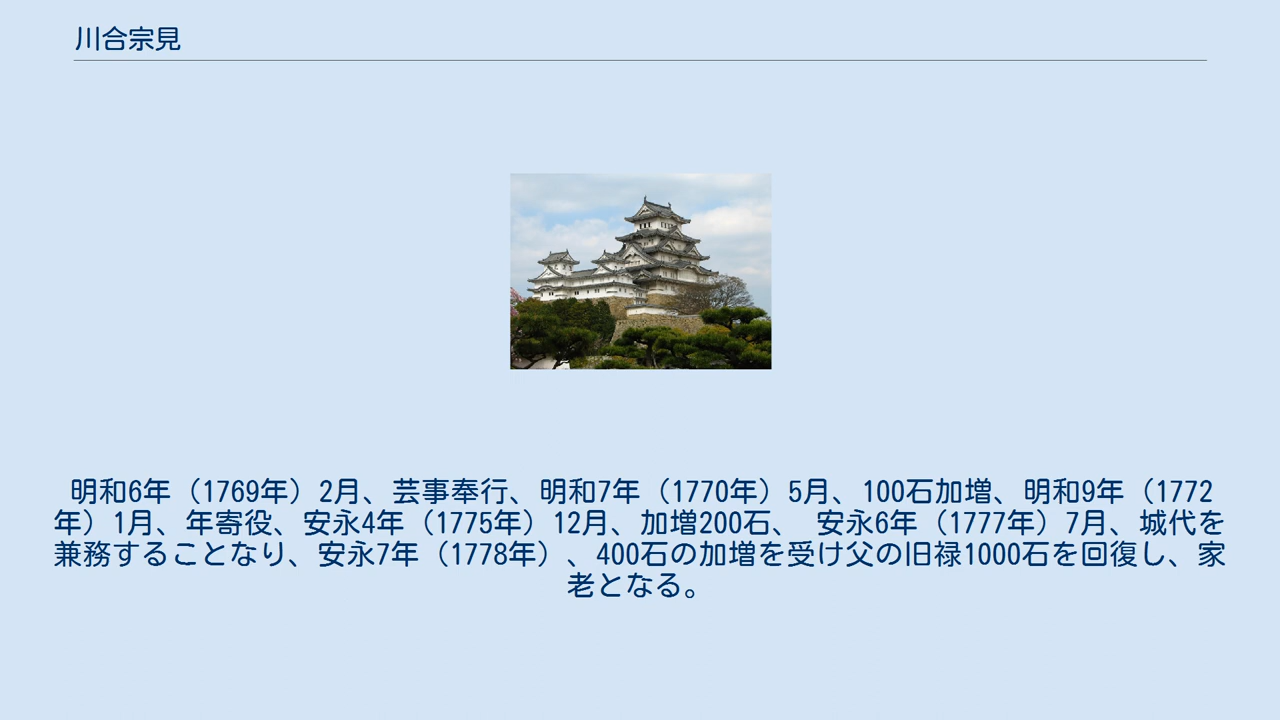 川合宗見
明和6年（1769年）2月、芸事奉行、明和7年（1770年）5月、100石加増、明和9年（1772
年）1月、年寄役、安永4年（1775年）12月、加増200石、 安永6年（1777年）7月、城代を
兼務することなり、安永7年（1778年）、400石の加増を受け父の旧禄1000石を回復し、家
老となる。